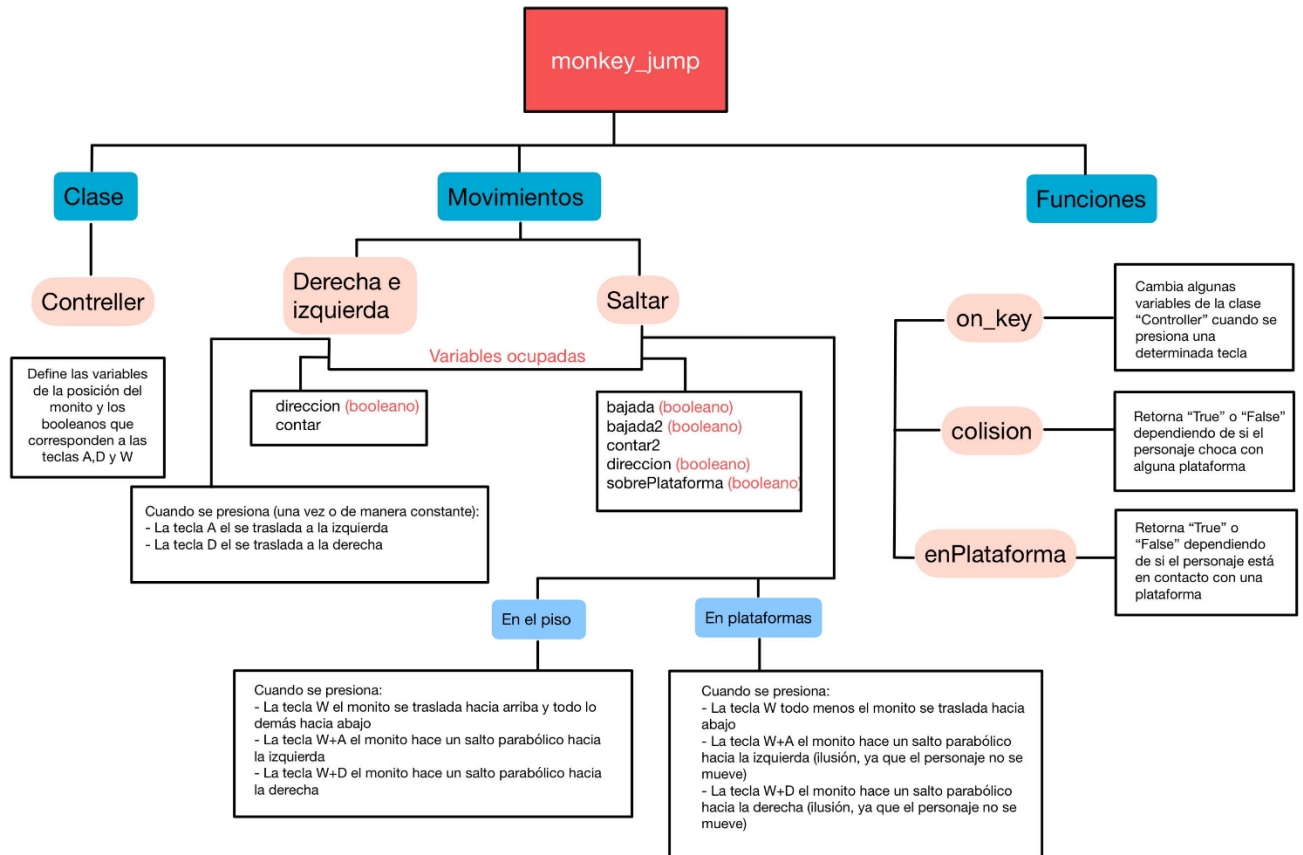 monkey_jump
Clase
Movimientos
Funciones
Contreller
Derecha e
izquierda
Saltar
on_key
Cambia algunas
variables de la clase
“Controller” cuando se
presiona una
determinada tecla
Define las variables
de la posición del
monito y los
booleanos que
corresponden a las
teclas A,D y W
Variables ocupadas
direccion (booleano)
contar
bajada (booleano)
bajada2 (booleano)
contar2
direccion (booleano)
sobrePlataforma (booleano)
colision
Retorna “True” o “False”
dependiendo de si el
personaje choca con
alguna plataforma
Cuando se presiona (una vez o de manera constante):
- La tecla A el se traslada a la izquierda
- La tecla D el se traslada a la derecha
enPlataforma
Retorna “True” o
“False” dependiendo
de si el personaje está
en contacto con una
plataforma
En el piso
En plataformas
Cuando se presiona:
- La tecla W el monito se traslada hacia arriba y todo lo
demás hacia abajo
- La tecla W+A el monito hace un salto parabólico hacia
la izquierda
- La tecla W+D el monito hace un salto parabólico hacia
la derecha
Cuando se presiona:
- La tecla W todo menos el monito se traslada hacia
abajo
- La tecla W+A el monito hace un salto parabólico
hacia la izquierda (ilusión, ya que el personaje no se
mueve)
- La tecla W+D el monito hace un salto parabólico
hacia la derecha (ilusión, ya que el personaje no se
mueve)